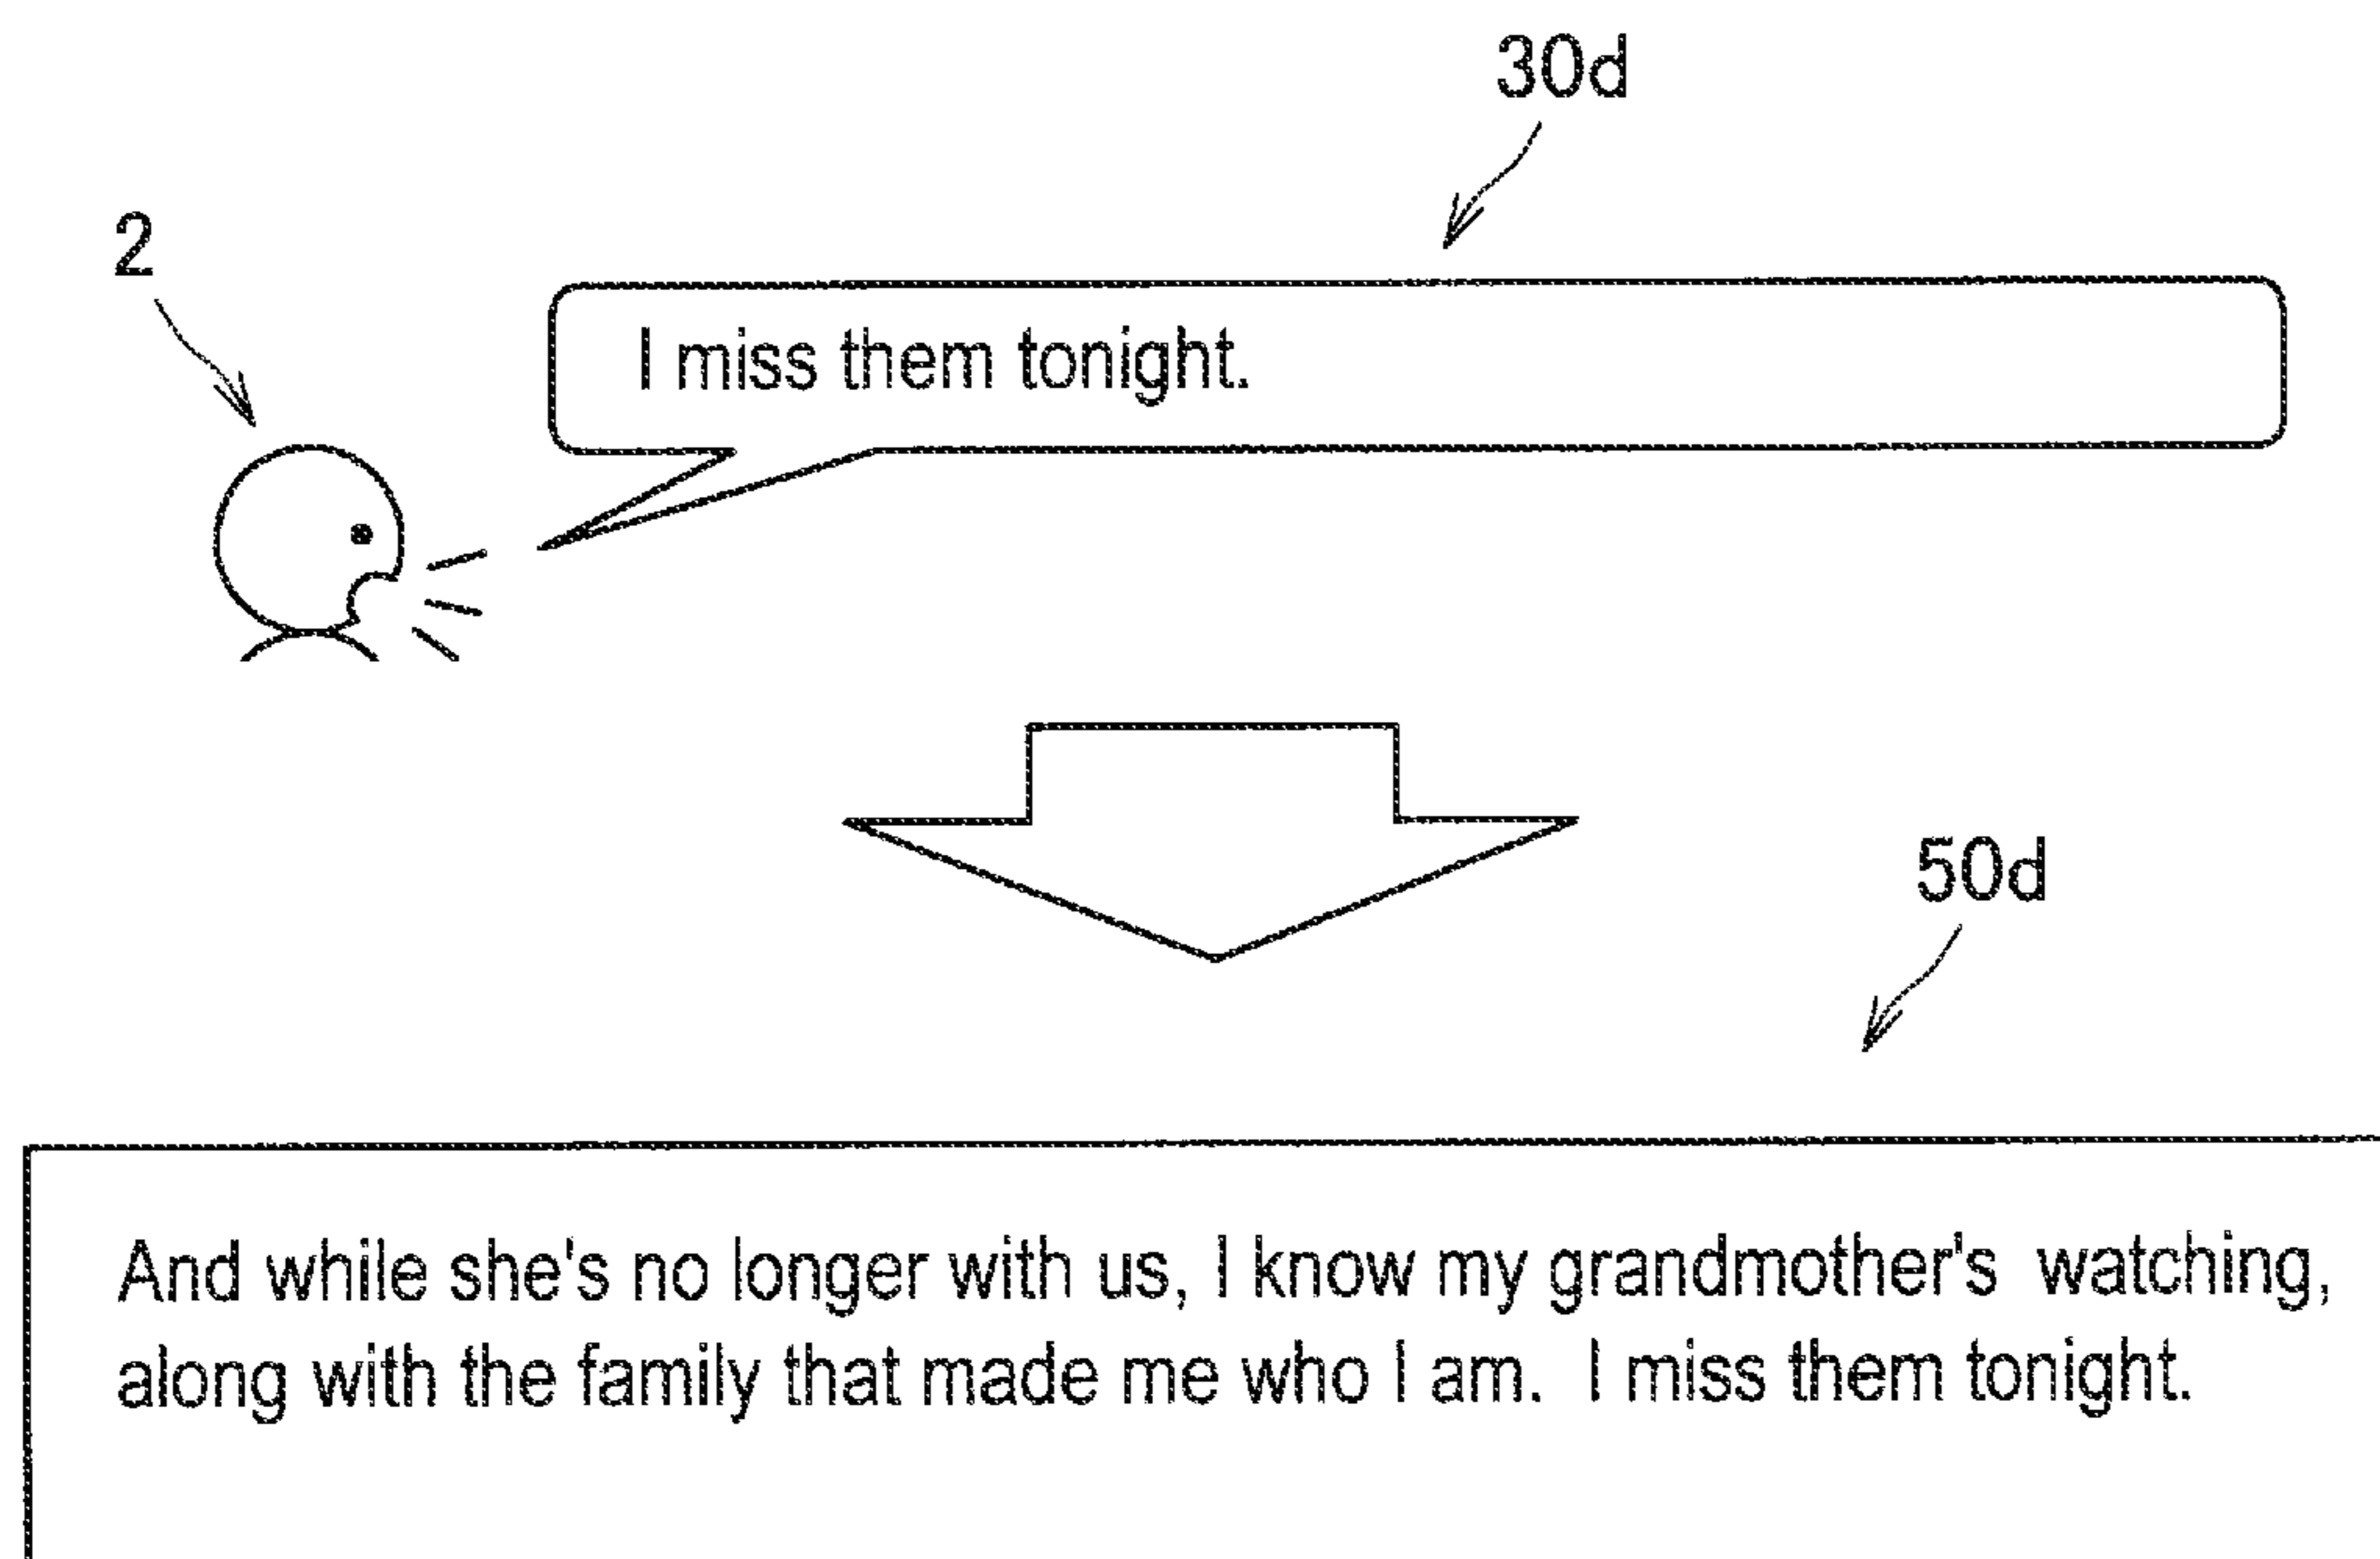 30d
2
I miss them tonight.
50d
And while she's no longer with us, I know my grandmother's  watching,
along with the family that made me who I am.  I miss them tonight.